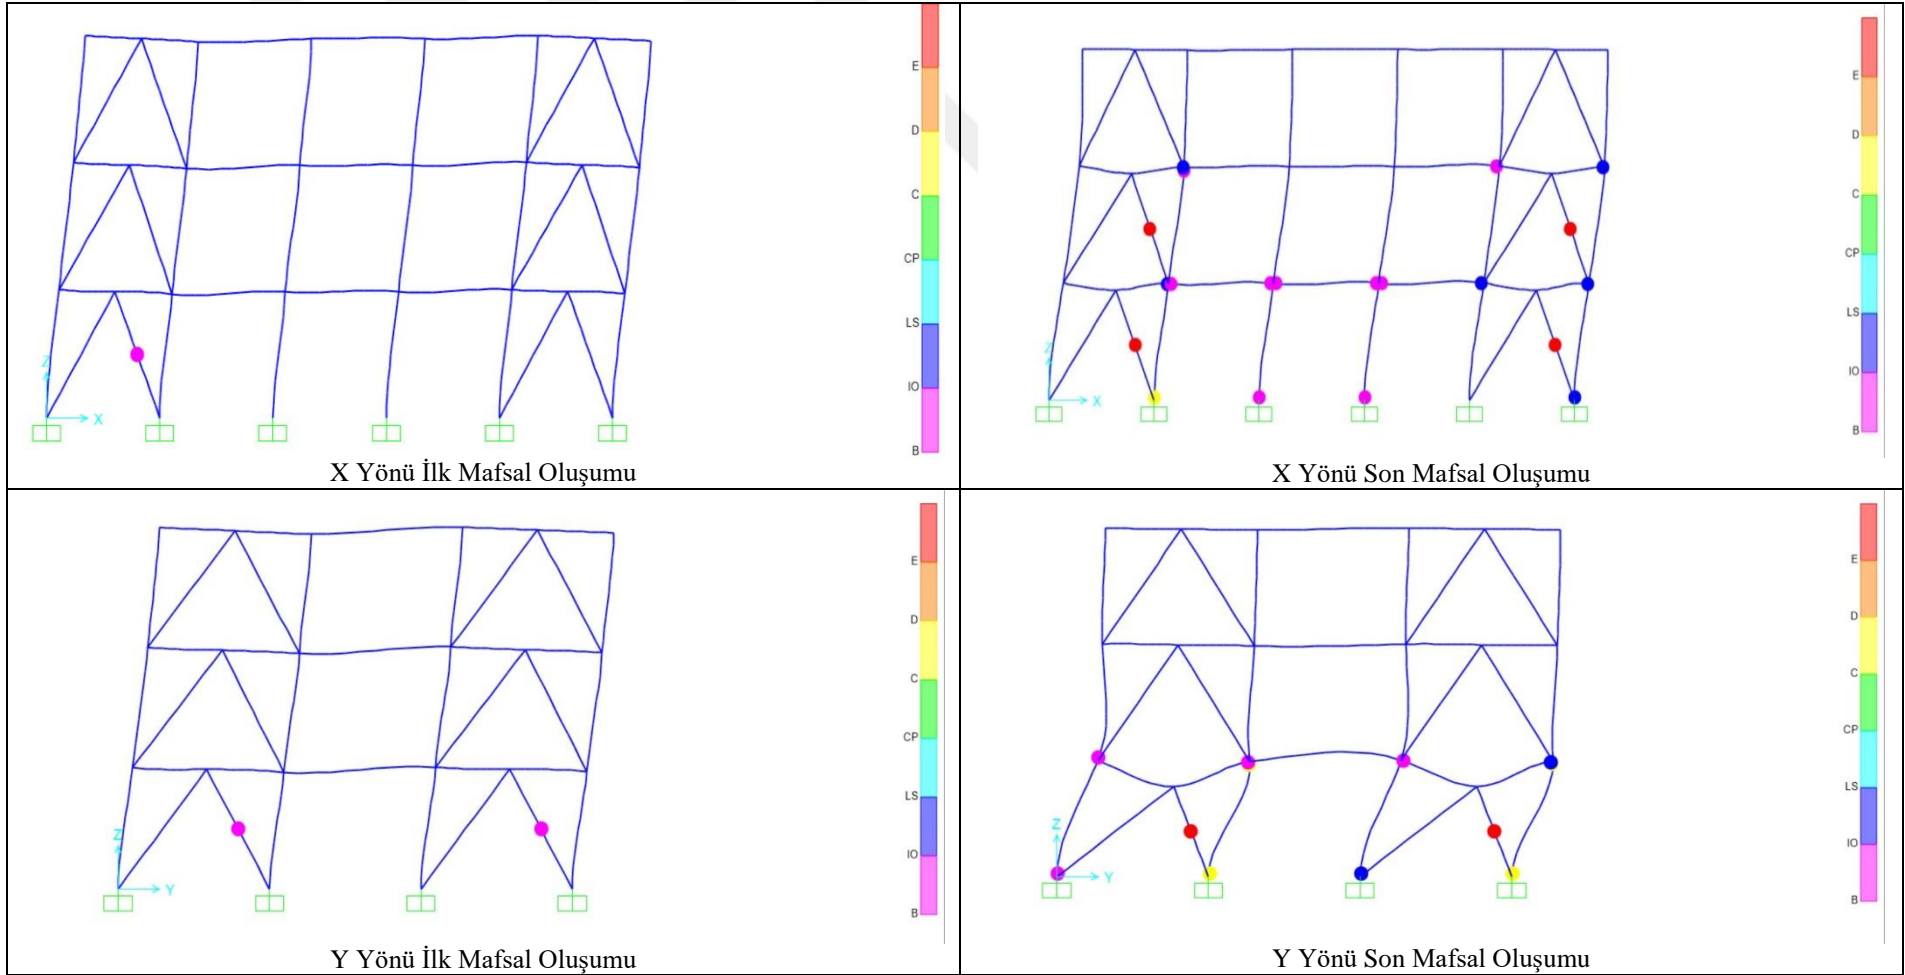 E
D
C
CP
LS
IO
B
Z
X
X Yönü İlk Mafsal Oluşumu
E
D
C
CP
LS
IO
B
Z
X
X Yönü Son Mafsal Oluşumu
E
D
C
CP
LS
IO
B
Z
Y
Y Yönü İlk Mafsal Oluşumu
E
D
C
CP
LS
IO
B
Z
Y
Y Yönü Son Mafsal Oluşumu